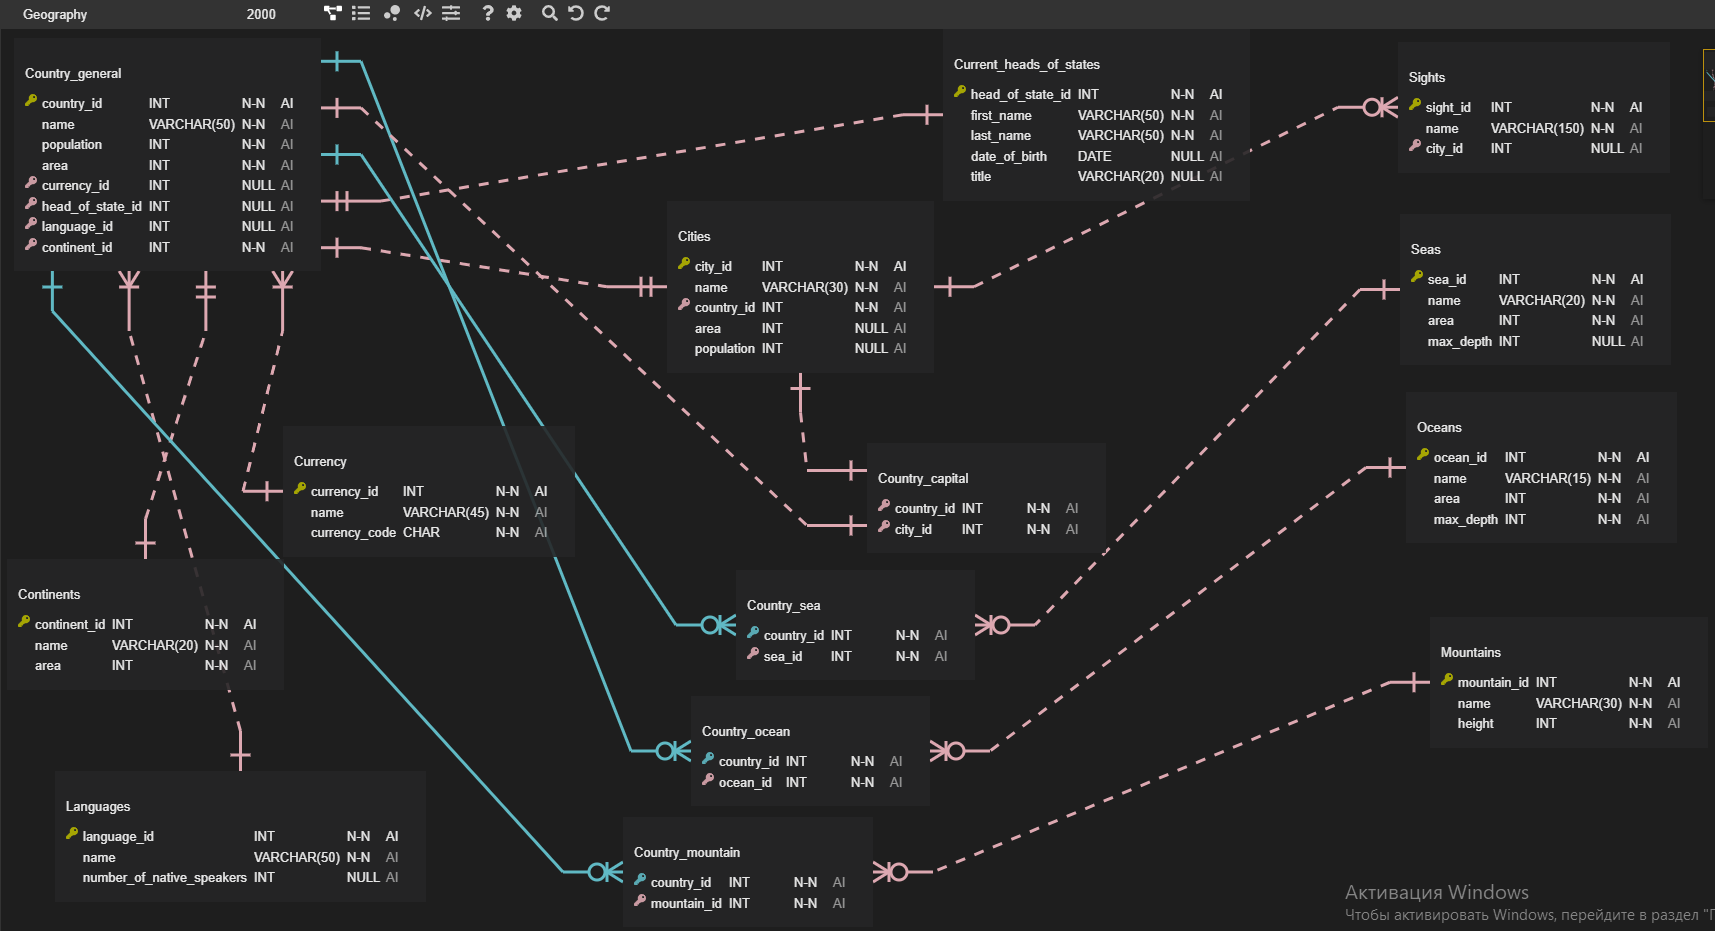 Geography 2000
Country_general
country_id INT N-N AI
name VARCHAR(50) N-N AI
population INT N-N AI
area INT N-N AI
currency_id INT NULL AI
head_of_state_id INT NULL AI
language_id INT NULL AI
continent_id INT N-N AI
Current_heads_of_states
head_of_state_id INT N-N AI
first_name VARCHAR(50) N-N AI
last_name VARCHAR(50) N-N AI
date_of_birth DATE NULL AI
title VARCHAR(20) NULL AI
Sights
sight_id INT N-N AI
name VARCHAR(150) N-N AI
city_id INT NULL AI
Cities
city_id INT N-N AI
name VARCHAR(30) N-N AI
country_id INT N-N AI
area INT NULL AI
population INT NULL AI
Seas
sea_id INT N-N AI
name VARCHAR(20) N-N AI
area INT N-N AI
max_depth INT NULL AI
Currency
currency_id INT N-N AI
name VARCHAR(45) N-N AI
currency_code CHAR N-N AI
Country_capital
country_id INT N-N AI
city_id INT N-N AI
Oceans
ocean_id INT N-N AI
name VARCHAR(15) N-N AI
area INT N-N AI
max_depth INT N-N AI
Continents
continent_id INT N-N AI
name VARCHAR(20) N-N AI
area INT N-N AI
Country_sea
country_id INT N-N AI
sea_id INT N-N AI
Mountains
mountain_id INT N-N AI
name VARCHAR(30) N-N AI
height INT N-N AI
Country_ocean
country_id INT N-N AI
ocean_id INT N-N AI
Languages
language_id INT N-N AI
name VARCHAR(50) N-N AI
number_of_native_speakers INT NULL AI
Country_mountain
country_id INT N-N AI
mountain_id INT N-N AI
Активация Windows
Чтобы активировать Windows, перейдите в раздел "